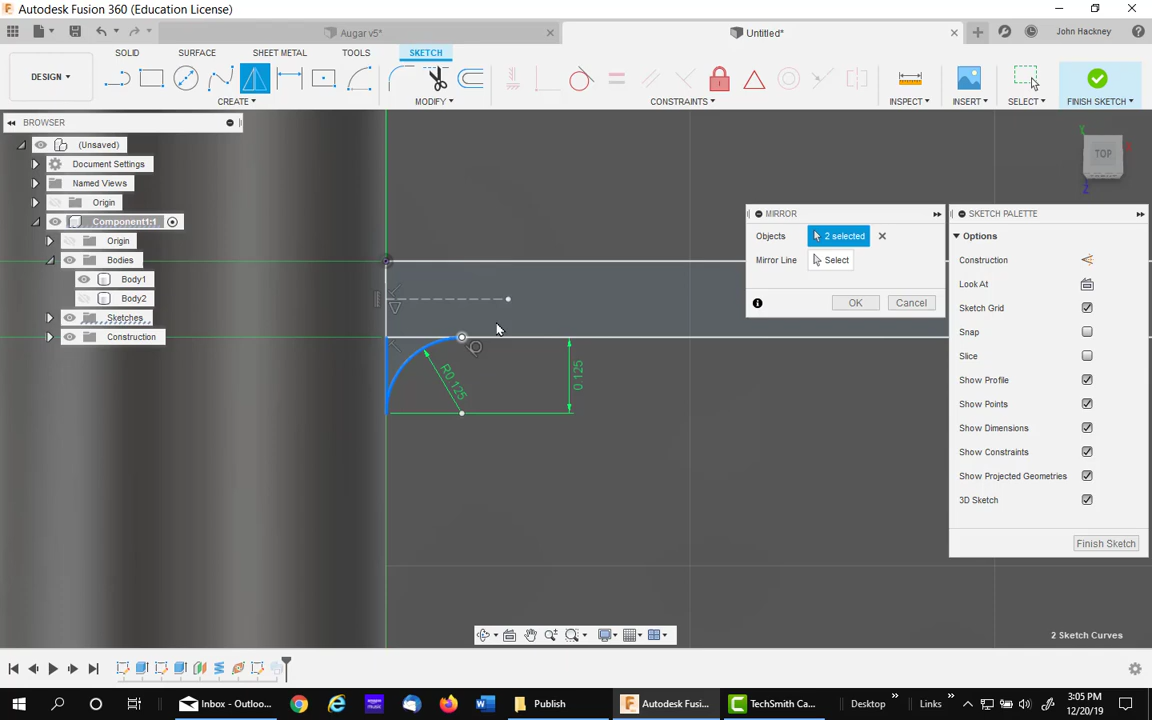 Autodesk Fusion 360 (Education License)
Augar v5*
Untitled*
John Hackney
DESIGN
SOLID
SURFACE
SHEET METAL
TOOLS
SKETCH
CREATE
MODIFY
CONSTRAINTS
INSPECT
INSERT
SELECT
FINISH SKETCH
BROWSER
(Unsaved)
Document Settings
Named Views
Origin
Component1:1
Origin
Bodies
Body1
Body2
Sketches
Construction
TOP
Y
X
Z
MIRROR
Objects
2 selected
Mirror Line
Select
OK
Cancel
SKETCH PALETTE
Options
Construction
Look At
Sketch Grid
Snap
Slice
Show Profile
Show Points
Show Dimensions
Show Constraints
Show Projected Geometries
3D Sketch
Finish Sketch
R0.125
0.125
2 Sketch Curves
Inbox - Outloo...
Publish
Autodesk Fusi...
TechSmith Ca...
Desktop
Links
3:05 PM
12/20/19